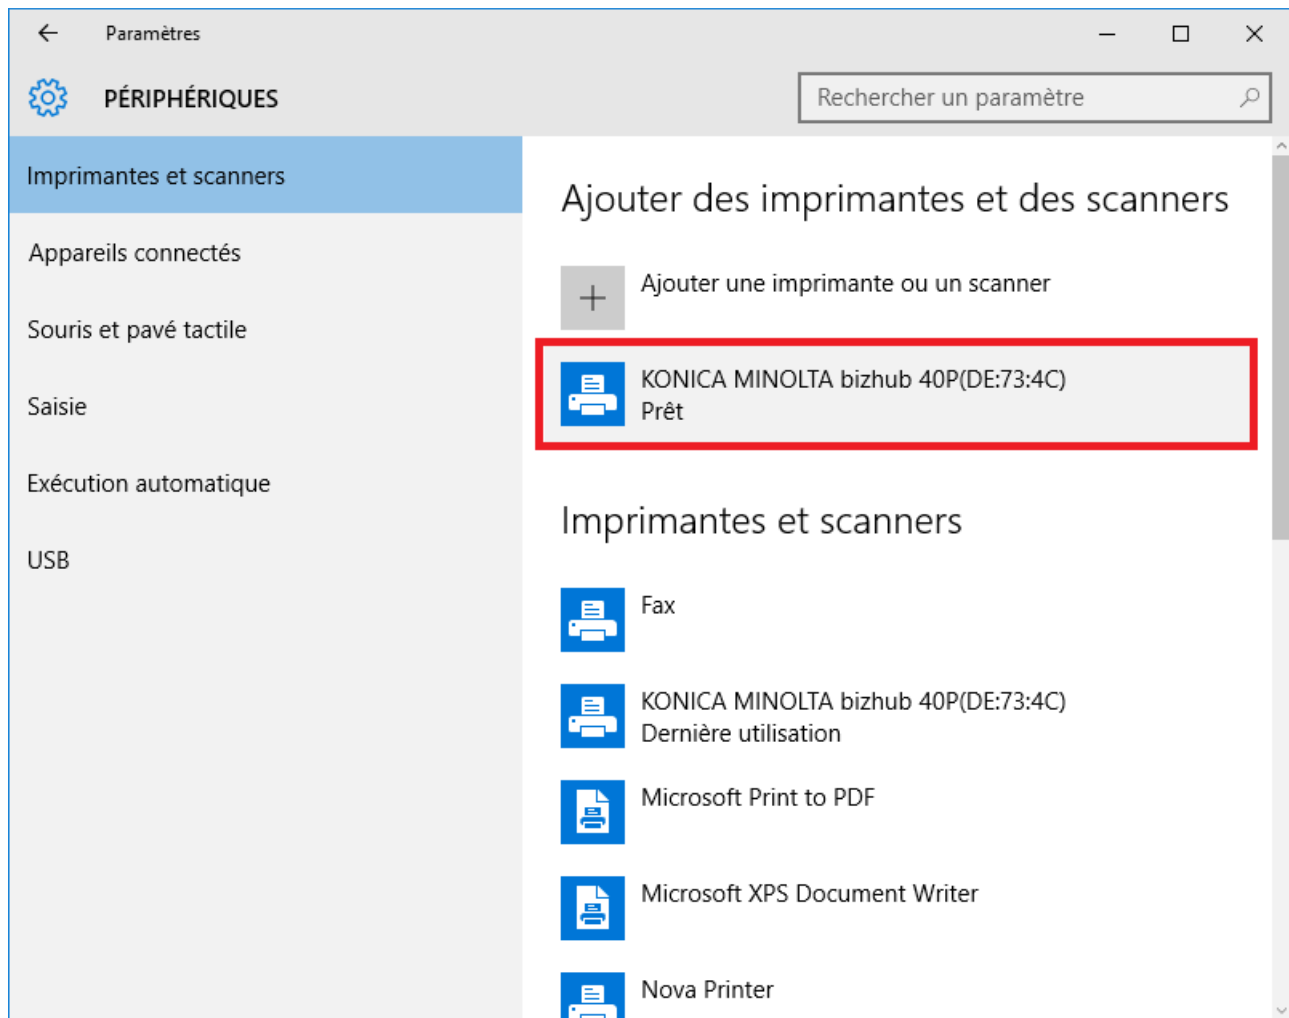 Paramètres
PÉRIPHÉRIQUES
Rechercher un paramètre
Imprimantes et scanners
Appareils connectés
Souris et pavé tactile
Saisie
Exécution automatique
USB
Ajouter des imprimantes et des scanners
Ajouter une imprimante ou un scanner
KONICA MINOLTA bizhub 40P(DE:73:4C)
Prêt
Imprimantes et scanners
Fax
KONICA MINOLTA bizhub 40P(DE:73:4C)
Dernière utilisation
Microsoft Print to PDF
Microsoft XPS Document Writer
Nova Printer